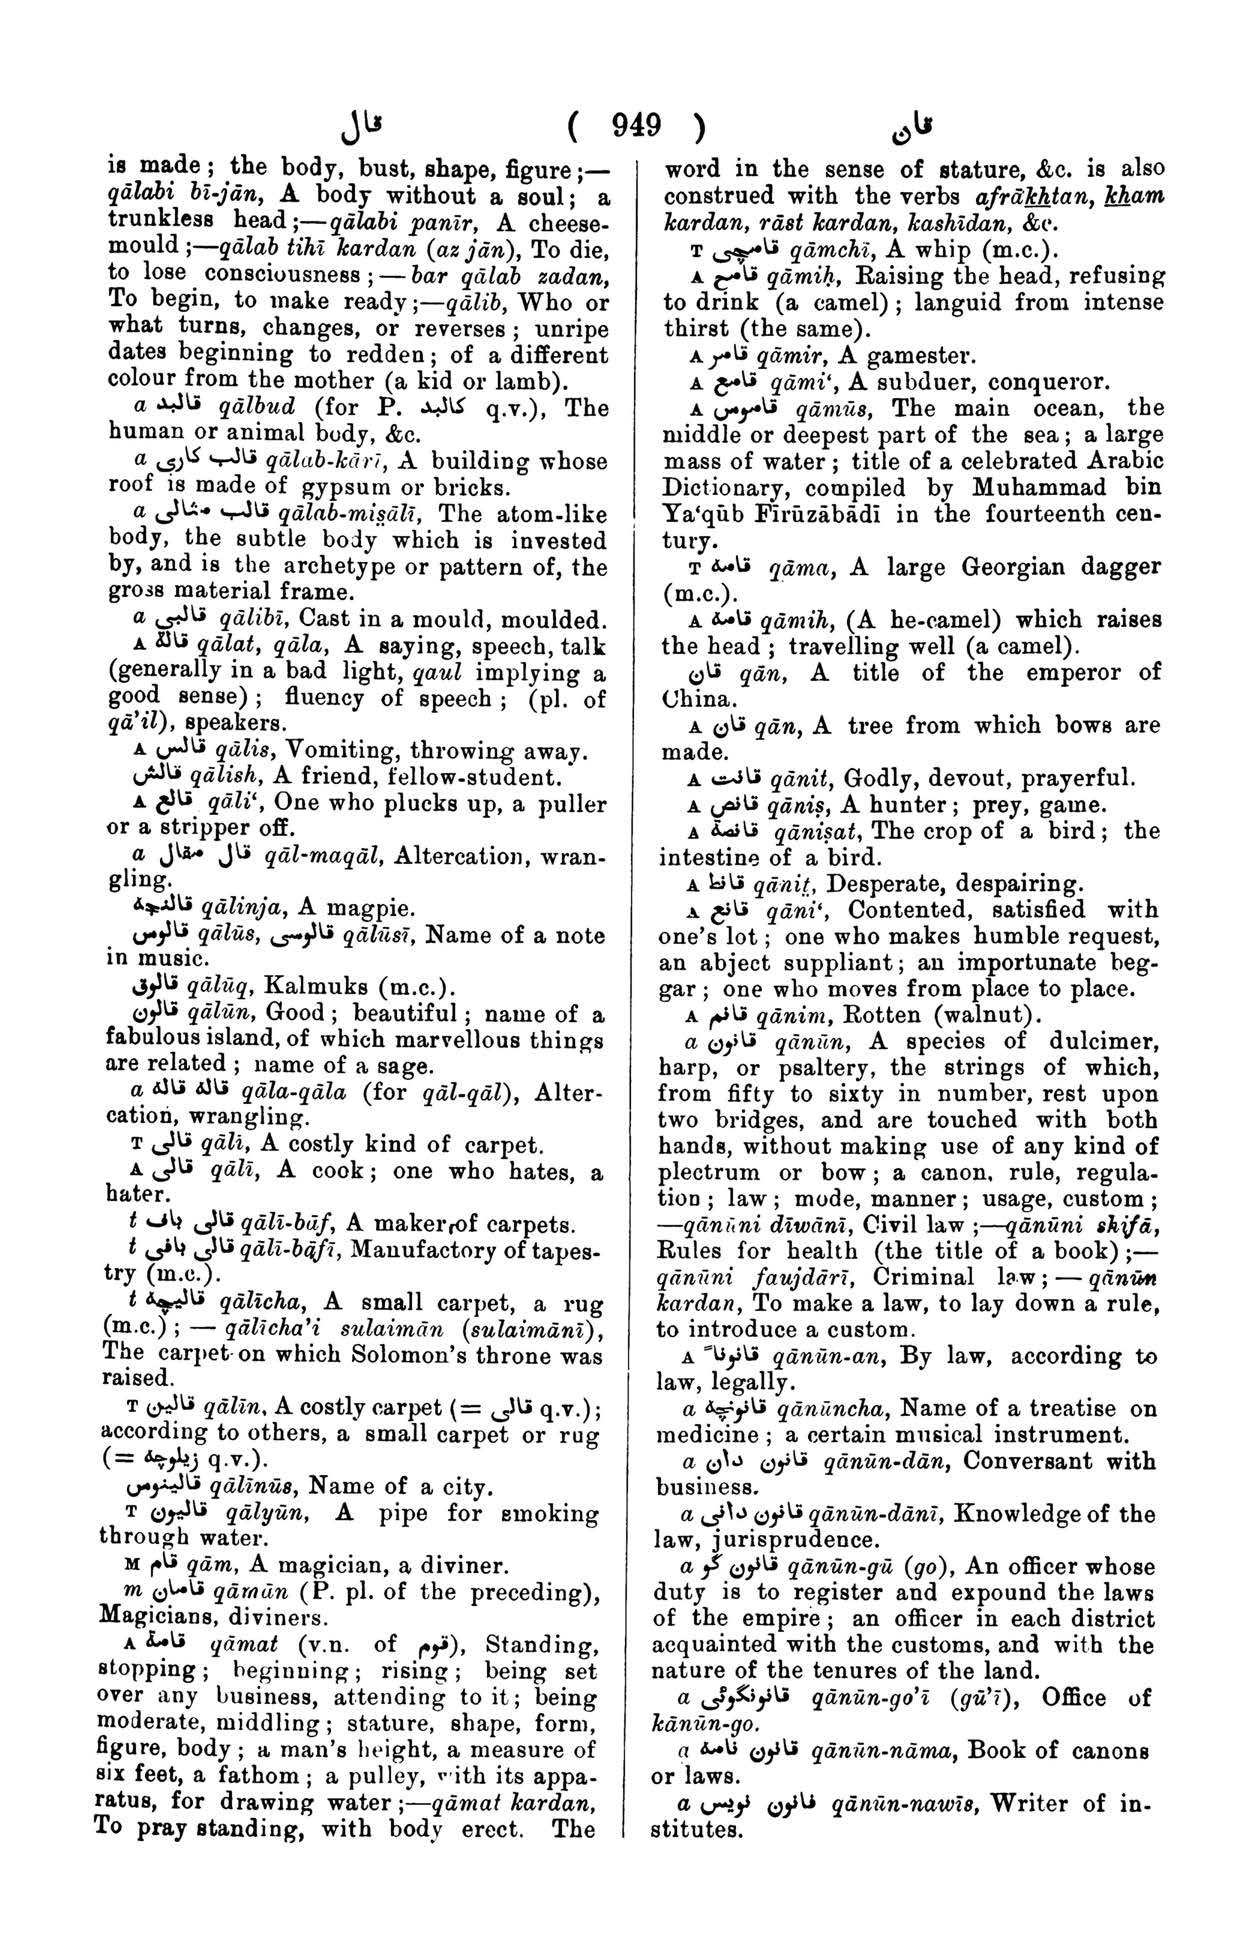 قال ( 949 ) قان
is made; the body, bust, shape, figure;—
qālabi bī-jān, A body without a soul; a
trunkless head;—qālabi panīr, A cheese-
mould;—qālab tihī kardan (az jān), To die,
to lose consciousness;—bar qālab zadan,
To begin, to make ready;—qālib, Who or
what turns, changes, or reverses; unripe
dates beginning to redden; of a different
colour from the mother (a kid or lamb).
a قالبد qālbud (for P. کالبد q.v.), The
human or animal body, &c.
a قالب کاری qālab-kārī, A building whose
roof is made of gypsum or bricks.
a قالب مثالی qālab-mis̤ālī, The atom-like
body, the subtle body which is invested
by, and is the archetype or pattern of, the
gross material frame.
a قالبی qālibī, Cast in a mould, moulded.
A قالة qālat, qāla, A saying, speech, talk
(generally in a bad light, qaul implying a
good sense); fluency of speech; (pl. of
qā’il), speakers.
A قالس qālis, Vomiting, throwing away.
قالش qālish, A friend, fellow-student.
A قالع qāli‘, One who plucks up, a puller
or a stripper off.
a قال مقال qāl-maqāl, Altercation, wran-
gling.
قالنجه qālinja, A magpie.
قالوس qālūs, قالوسی qālūsī, Name of a note
in music.
قالوق qālūq, Kalmuks (m.c.).
قالون qālūn, Good; beautiful; name of a
fabulous island, of which marvellous things
are related; name of a sage.
a قاله قاله qāla-qāla (for qāl-qāl), Alter-
cation, wrangling.
T قالی qālī, A costly kind of carpet.
A قالی qālī, A cook; one who hates, a
hater.
t قالی باف qālī-bāf, A maker of carpets.
t قالی بافی qālī-bāfī, Manufactory of tapes-
try (m.c.).
t قالیچه qālīcha, A small carpet, a rug
(m.c.);—qālīcha’i sulaimān (sulaimānī),
The carpet on which Solomon’s throne was
raised.
T قالین qālīn, A costly carpet (= قالی q.v.);
according to others, a small carpet or rug
(= زیلوچه q.v.).
قالینوس qālīnūs, Name of a city.
T قالیون qālyūn, A pipe for smoking
through water.
M قام qām, A magician, a diviner.
m قامان qāmān (P. pl. of the preceding),
Magicians, diviners.
A قامة qāmat (v.n. of قوم), Standing,
stopping; beginning; rising; being set
over any business, attending to it; being
moderate, middling; stature, shape, form,
figure, body; a man’s height, a measure of
six feet, a fathom; a pulley, with its appa-
ratus, for drawing water;—qāmat kardan,
To pray standing, with body erect. The
word in the sense of stature, &c. is also
construed with the verbs afrākhtan, kham
kardan, rāst kardan, kashīdan, &c.
T قامچی qāmchī, A whip (m.c.).
A قامح qāmiḥ, Raising the head, refusing
to drink (a camel); languid from intense
thirst (the same).
A قامر qāmir, A gamester.
A قامع qāmi‘, A subduer, conqueror.
A قاموس qāmūs, The main ocean, the
middle or deepest part of the sea; a large
mass of water; title of a celebrated Arabic
Dictionary, compiled by Muhammad bin
Ya‘qūb Fīrūzābādī in the fourteenth cen-
tury.
T قامه qāma, A large Georgian dagger
(m.c.).
A قامه qāmih, (A he-camel) which raises
the head; travelling well (a camel).
قان qān, A title of the emperor of
China.
A قان qān, A tree from which bows are
made.
A قانت qānit, Godly, devout, prayerful.
A قانص qāniṣ, A hunter; prey, game.
A قانصة qāniṣat, The crop of a bird; the
intestine of a bird.
A قانط qānit̤, Desperate, despairing.
A قانع qāni‘, Contented, satisfied with
one’s lot; one who makes humble request,
an abject suppliant; an importunate beg-
gar; one who moves from place to place.
A قانم qānim, Rotten (walnut).
a قانون qānūn, A species of dulcimer,
harp, or psaltery, the strings of which,
from fifty to sixty in number, rest upon
two bridges, and are touched with both
hands, without making use of any kind of
plectrum or bow; a canon, rule, regula-
tion; law; mode, manner; usage, custom;
—qānūni dīwānī, Civil law;—qānūni shifā,
Rules for health (the title of a book);—
qānūni faujdārī, Criminal law;—qānūn
kardan, To make a law, to lay down a rule,
to introduce a custom.
A قانوناً qānūn-an, By law, according to
law, legally.
a قانونچه qānūncha, Name of a treatise on
medicine; a certain musical instrument.
a قانون دان qānūn-dān, Conversant with
business.
a قانون دانی qānūn-dānī, Knowledge of the
law, jurisprudence.
a قانون گو qānūn-gū (go), An officer whose
duty is to register and expound the laws
of the empire; an officer in each district
acquainted with the customs, and with the
nature of the tenures of the land.
a قانونگوئی qānūn-go’ī (gū’ī), Office of
kānūn-go.
a قانون نامه qānūn-nāma, Book of canons
or laws.
a قانون نویس qānūn-nawīs, Writer of in-
stitutes.